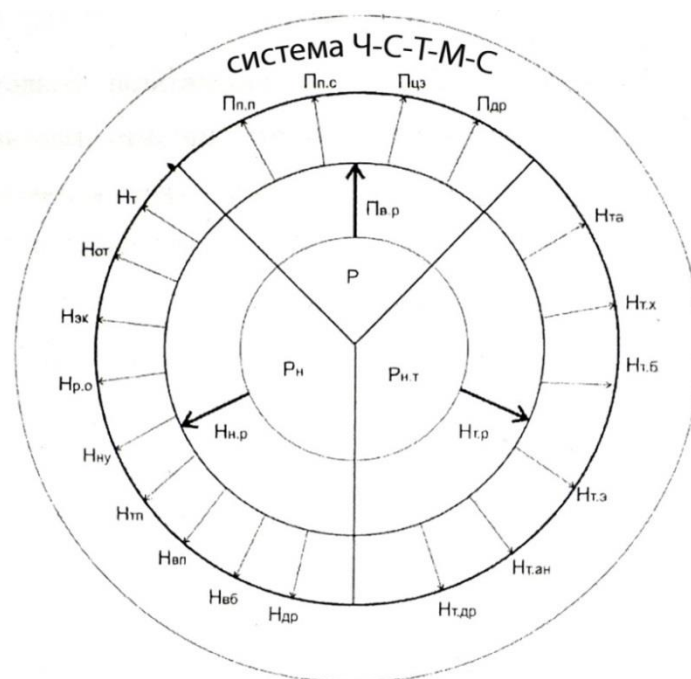 система Ч-С-Т-М-С
Пп.п
Пп.с
Пцэ
Пдр
Нт
Пв.р
Нта
Нот
Р
Нт.х
Нэк
Нт.б
Рн
Рн.т
Нр.о
Нн.р
Нт.р
Нну
Нт.э
Нтп
Нвп
Нт.ан
Нвб
Ндр
Нт.др